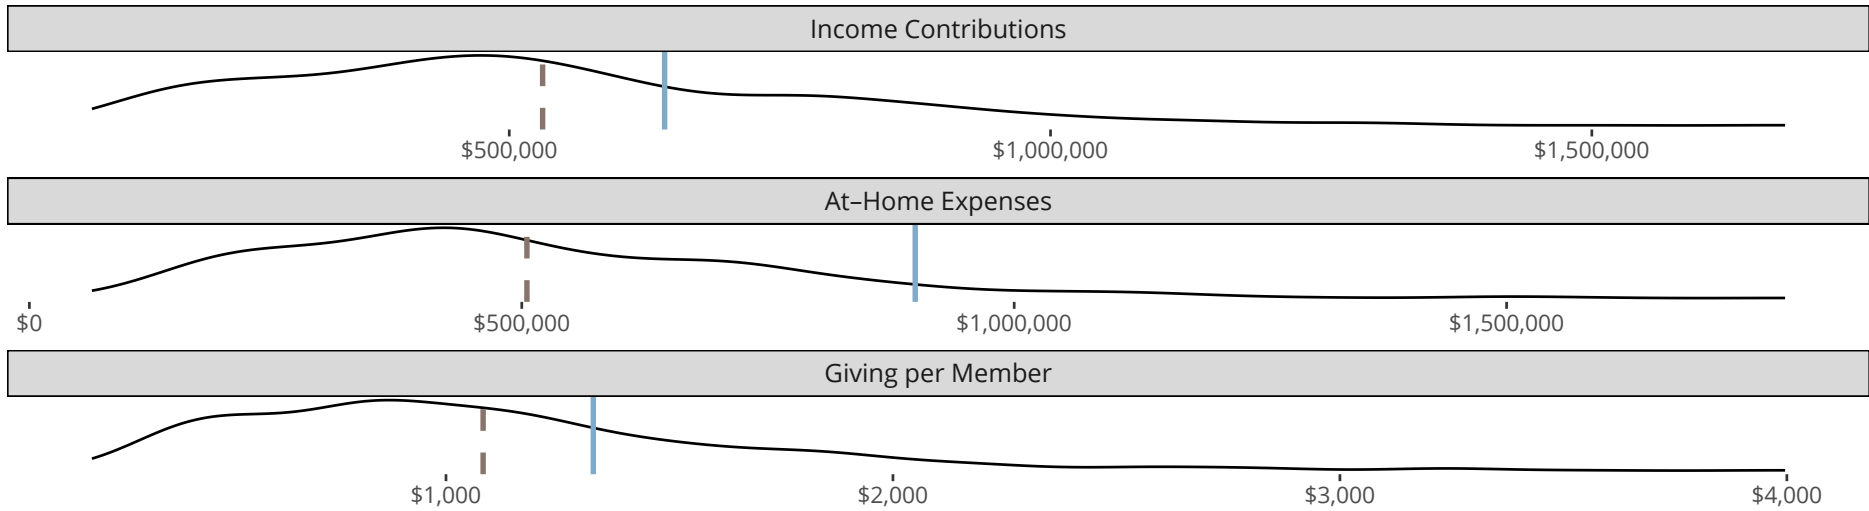 Income Contributions
$500,000 $1,000,000 $1,500,000
At–Home Expenses
$0 $500,000 $1,000,000 $1,500,000
Giving per Member
$1,000 $2,000 $3,000 $4,000